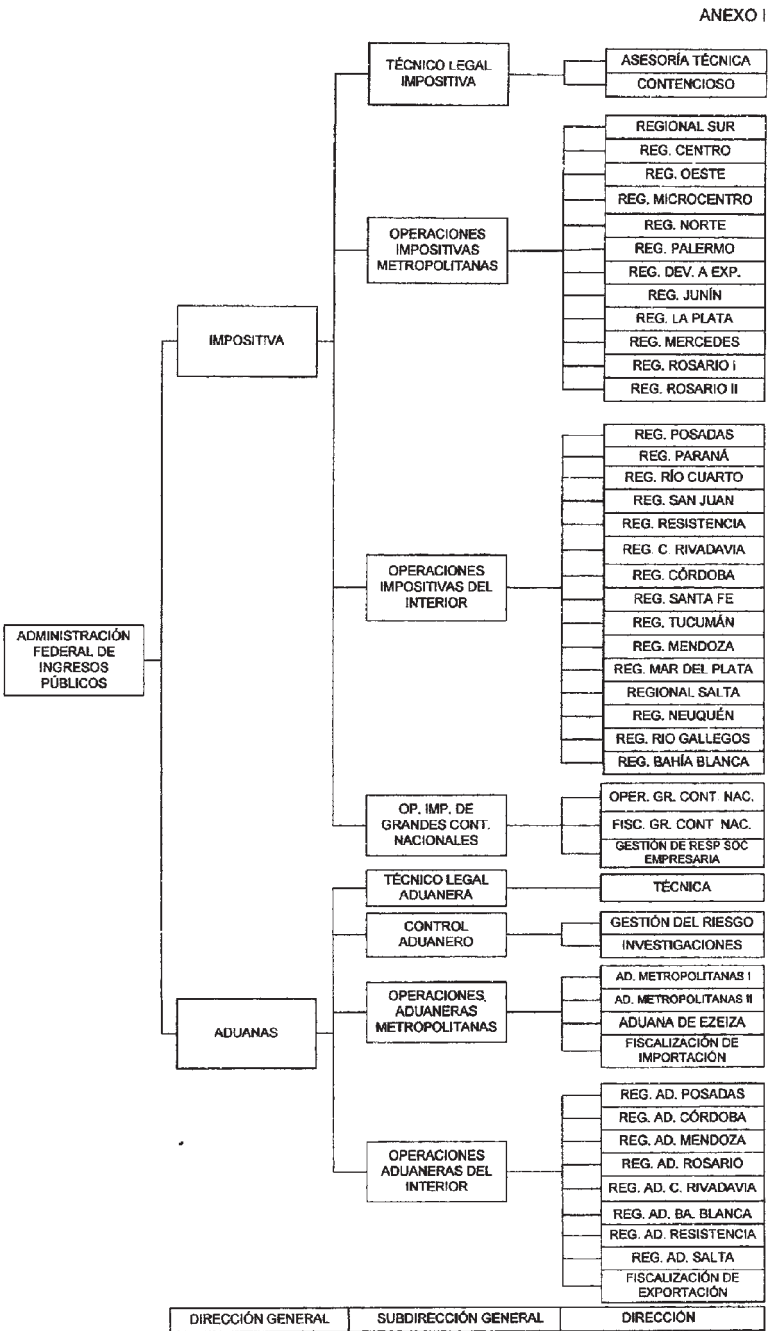 ANEXO I
TÉCNICO LEGAL
IMPOSITIVA
ASESORÍA TÉCNICA
CONTENCIOSO
OPERACIONES
IMPOSITIVAS
METROPOLITANAS
REGIONAL SUR
REG. CENTRO
REG. OESTE
REG. MICROCENTRO
REG. NORTE
REG. PALERMO
REG. DEV. A EXP.
REG. JUNÍN
REG. LA PLATA
REG. MERCEDES
REG. ROSARIO I
REG. ROSARIO II
IMPOSITIVA
OPERACIONES
IMPOSITIVAS DEL
INTERIOR
REG. POSADAS
REG. PARANÁ
REG. RÍO CUARTO
REG. SAN JUAN
REG. RESISTENCIA
REG. C. RIVADAVIA
REG. CÓRDOBA
REG. SANTA FE
REG. TUCUMÁN
REG. MENDOZA
REG. MAR DEL PLATA
REGIONAL SALTA
REG. NEUQUÉN
REG. RIO GALLEGOS
REG. BAHÍA BLANCA
ADMINISTRACIÓN
FEDERAL DE
INGRESOS
PÚBLICOS
OP. IMP. DE
GRANDES CONT.
NACIONALES
OPER. GR. CONT. NAC.
FISC. GR. CONT NAC.
GESTIÓN DE RESP SOC
EMPRESARIA
TÉCNICO LEGAL
ADUANERA
TÉCNICA
CONTROL
ADUANERO
GESTIÓN DEL RIESGO
INVESTIGACIONES
ADUANAS
OPERACIONES
ADUANERAS
METROPOLITANAS
AD. METROPOLITANAS I
AD. METROPOLITANAS II
ADUANA DE EZEIZA
FISCALIZACIÓN DE
IMPORTACIÓN
OPERACIONES
ADUANERAS DEL
INTERIOR
REG. AD. POSADAS
REG. AD. CÓRDOBA
REG. AD. MENDOZA
REG. AD. ROSARIO
REG. AD. C. RIVADAVIA
REG. AD. BA. BLANCA
REG. AD. RESISTENCIA
REG. AD. SALTA
FISCALIZACIÓN DE
EXPORTACIÓN
DIRECCIÓN GENERAL
SUBDIRECCIÓN GENERAL
DIRECCIÓN